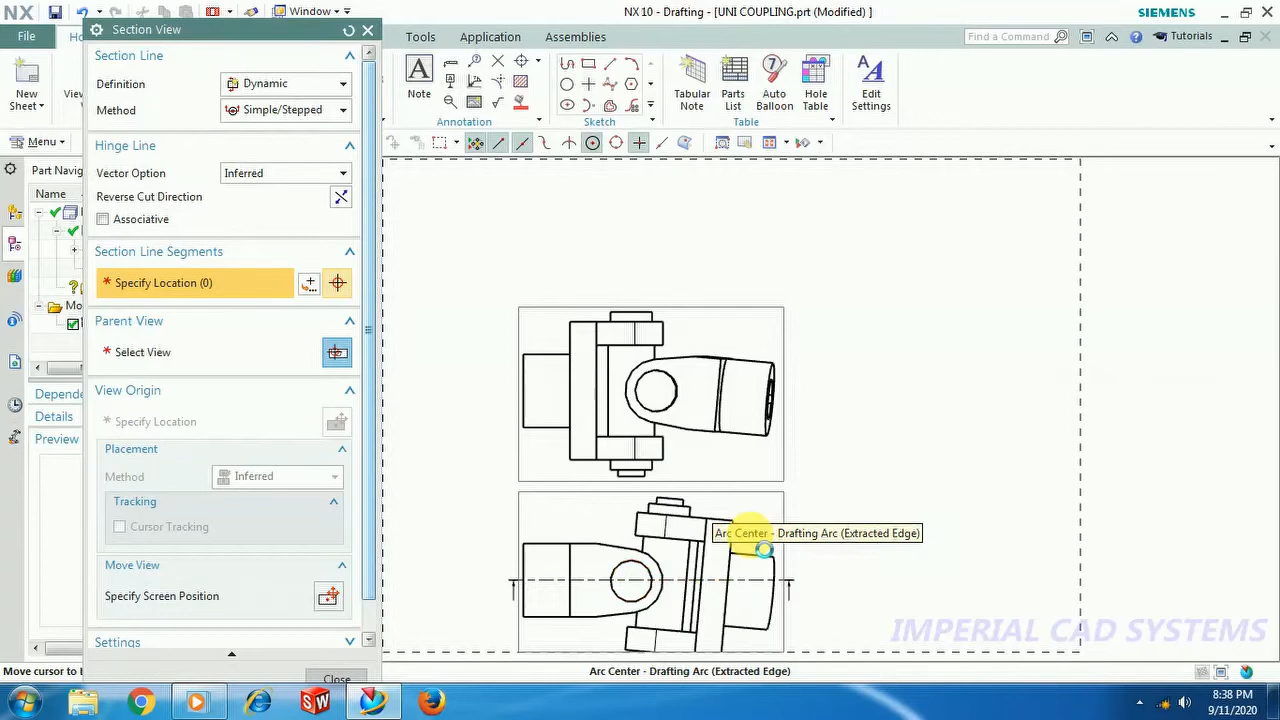 NX
Window
NX 10 - Drafting - [UNI COUPLING.prt (Modified) ]
SIEMENS
Section View
File
Tools
Application
Assemblies
Find a Command
Tutorials
New
Sheet
Note
Annotation
Sketch
Tabular
Note
Parts
List
Auto
Balloon
Hole
Table
Table
Edit
Settings
Menu
Part Navig
Name
Section Line
Definition
Dynamic
Method
Simple/Stepped
Hinge Line
Vector Option
Inferred
Reverse Cut Direction
Associative
Section Line Segments
* Specify Location (0)
Parent View
* Select View
View Origin
Specify Location
Placement
Method
Inferred
Tracking
Cursor Tracking
Move View
Specify Screen Position
Settings
Close
Mo
Depende
Details
Preview
Arc Center - Drafting Arc (Extracted Edge)
IMPERIAL CAD SYSTEMS
Move cursor to
Arc Center - Drafting Arc (Extracted Edge)
8:38 PM
9/11/2020